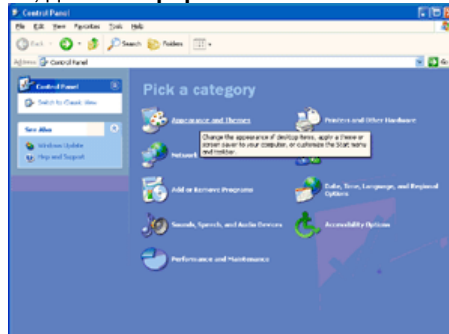 Control Panel
File Edit View Favorites Tools Help
Back Search Folders
Address Control Panel Go
Control Panel
Switch to Classic View
See Also
Windows Update
Help and Support
Pick a category
Appearance and Themes
Printers and Other Hardware
Change the appearance of desktop items, apply a theme or
screen saver to your computer, or customize the Start menu
and taskbar.
Network
Add or Remove Programs
Date, Time, Language, and Regional
Options
Sounds, Speech, and Audio Devices
Accessibility Options
Performance and Maintenance